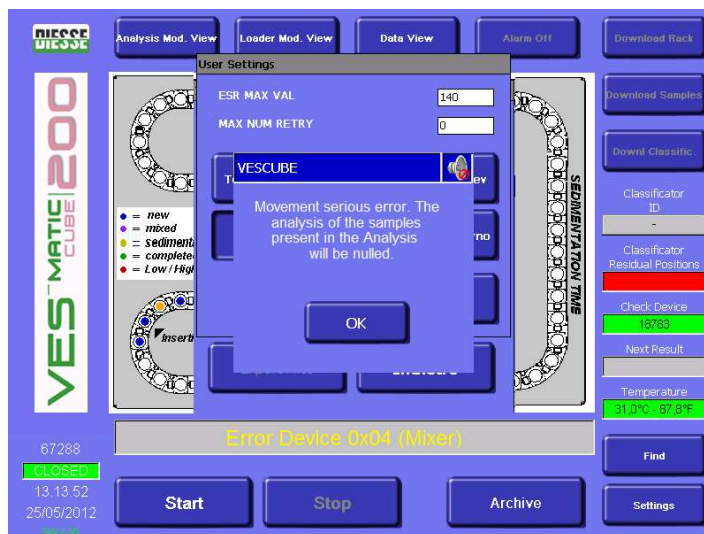 DIESSE
Analysis Mod. View
Loader Mod. View
Data View
Alarm Off
Download Rack
User Settings
ESR MAX VAL
140
MAX NUM RETRY
0
Download Samples
Downl Classific.
VESCUBE
Movement serious error. The
analysis of the samples
present in the Analysis
will be nulled.
OK
VES-MATIC
CUBE 200
= new
= mixed
= complete
SEDIMENTATION TIME
Classificator
ID
-
Classificator
Residual Positions
Check Device
18783
Next Result
Temperature
31,0°C - 87,8°F
Error Device 0x04 (Mixer)
67288
CLOSED
13.13.52
25/05/2012
Start
Stop
Archive
Find
Settings